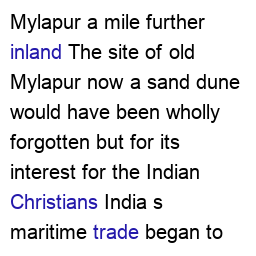 Mylapur a mile further
inland The site of old
Mylapur now a sand dune
would have been wholly
forgotten but for its
interest for the Indian
Christians India s
maritime trade began to